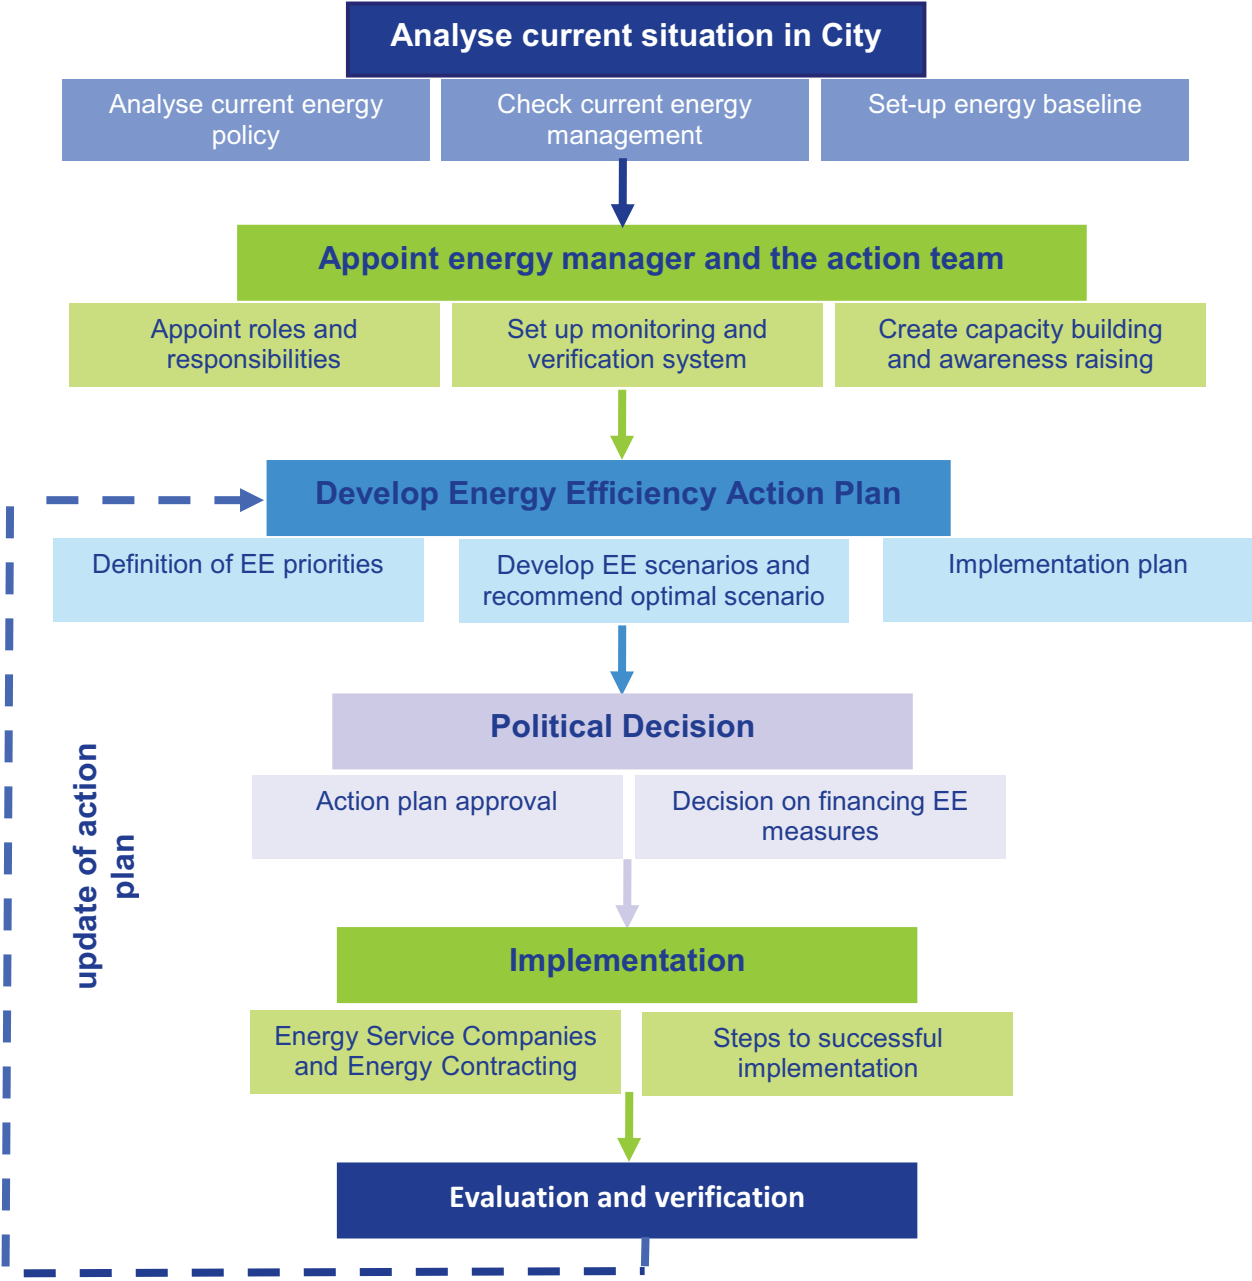 Analyse current situation in City
Analyse current energy
policy
Check current energy
management
Set-up energy baseline
Appoint energy manager and the action team
Appoint roles and
responsibilities
Set up monitoring and
verification system
Create capacity building
and awareness raising
Develop Energy Efficiency Action Plan
Definition of EE priorities
Develop EE scenarios and
recommend optimal scenario
Implementation plan
Political Decision
Action plan approval
Decision on financing EE
measures
update of action
plan
Implementation
Energy Service Companies
and Energy Contracting
Steps to successful
implementation
Evaluation and verification